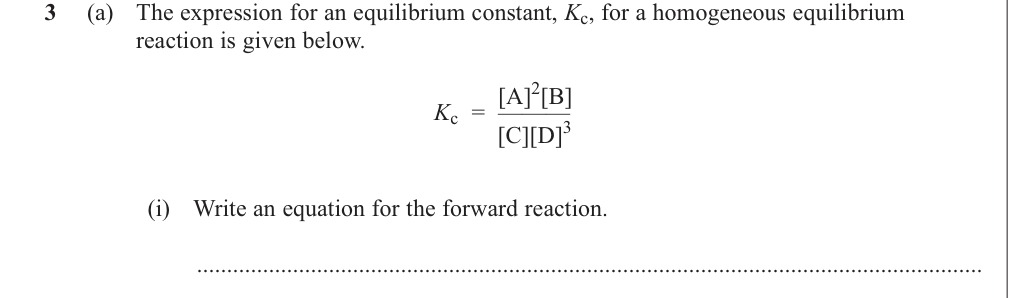 3 (a) The expression for an equilibrium constant, Kc, for a homogeneous equilibrium
reaction is given below.
Kc = [A]²[B] / [C][D]³
(i) Write an equation for the forward reaction.